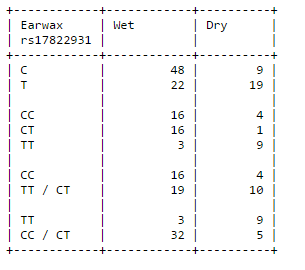 +------------+------------+-----------+
| Earwax     | Wet        | Dry       |
| rs17822931 |            |           |
+------------+------------+-----------+
| C          |         48 |         9 |
| T          |         22 |        19 |
|            |            |           |
| CC         |         16 |         4 |
| CT         |         16 |         1 |
| TT         |          3 |         9 |
|            |            |           |
| CC         |         16 |         4 |
| TT / CT    |         19 |        10 |
|            |            |           |
| TT         |          3 |         9 |
| CC / CT    |         32 |         5 |
+------------+------------+-----------+